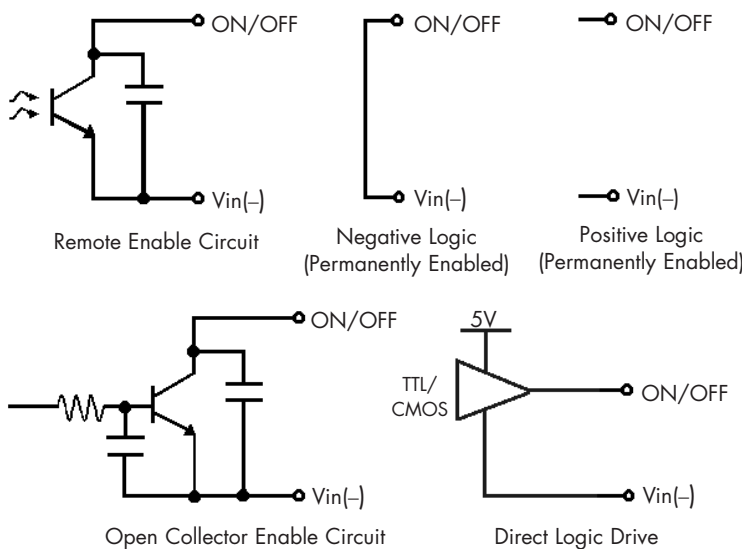 ON/OFF
Vin(–)
Remote Enable Circuit
ON/OFF
Vin(–)
Negative Logic
(Permanently Enabled)
ON/OFF
Vin(–)
Positive Logic
(Permanently Enabled)
ON/OFF
Vin(–)
Open Collector Enable Circuit
5V
TTL/
CMOS
ON/OFF
Vin(–)
Direct Logic Drive